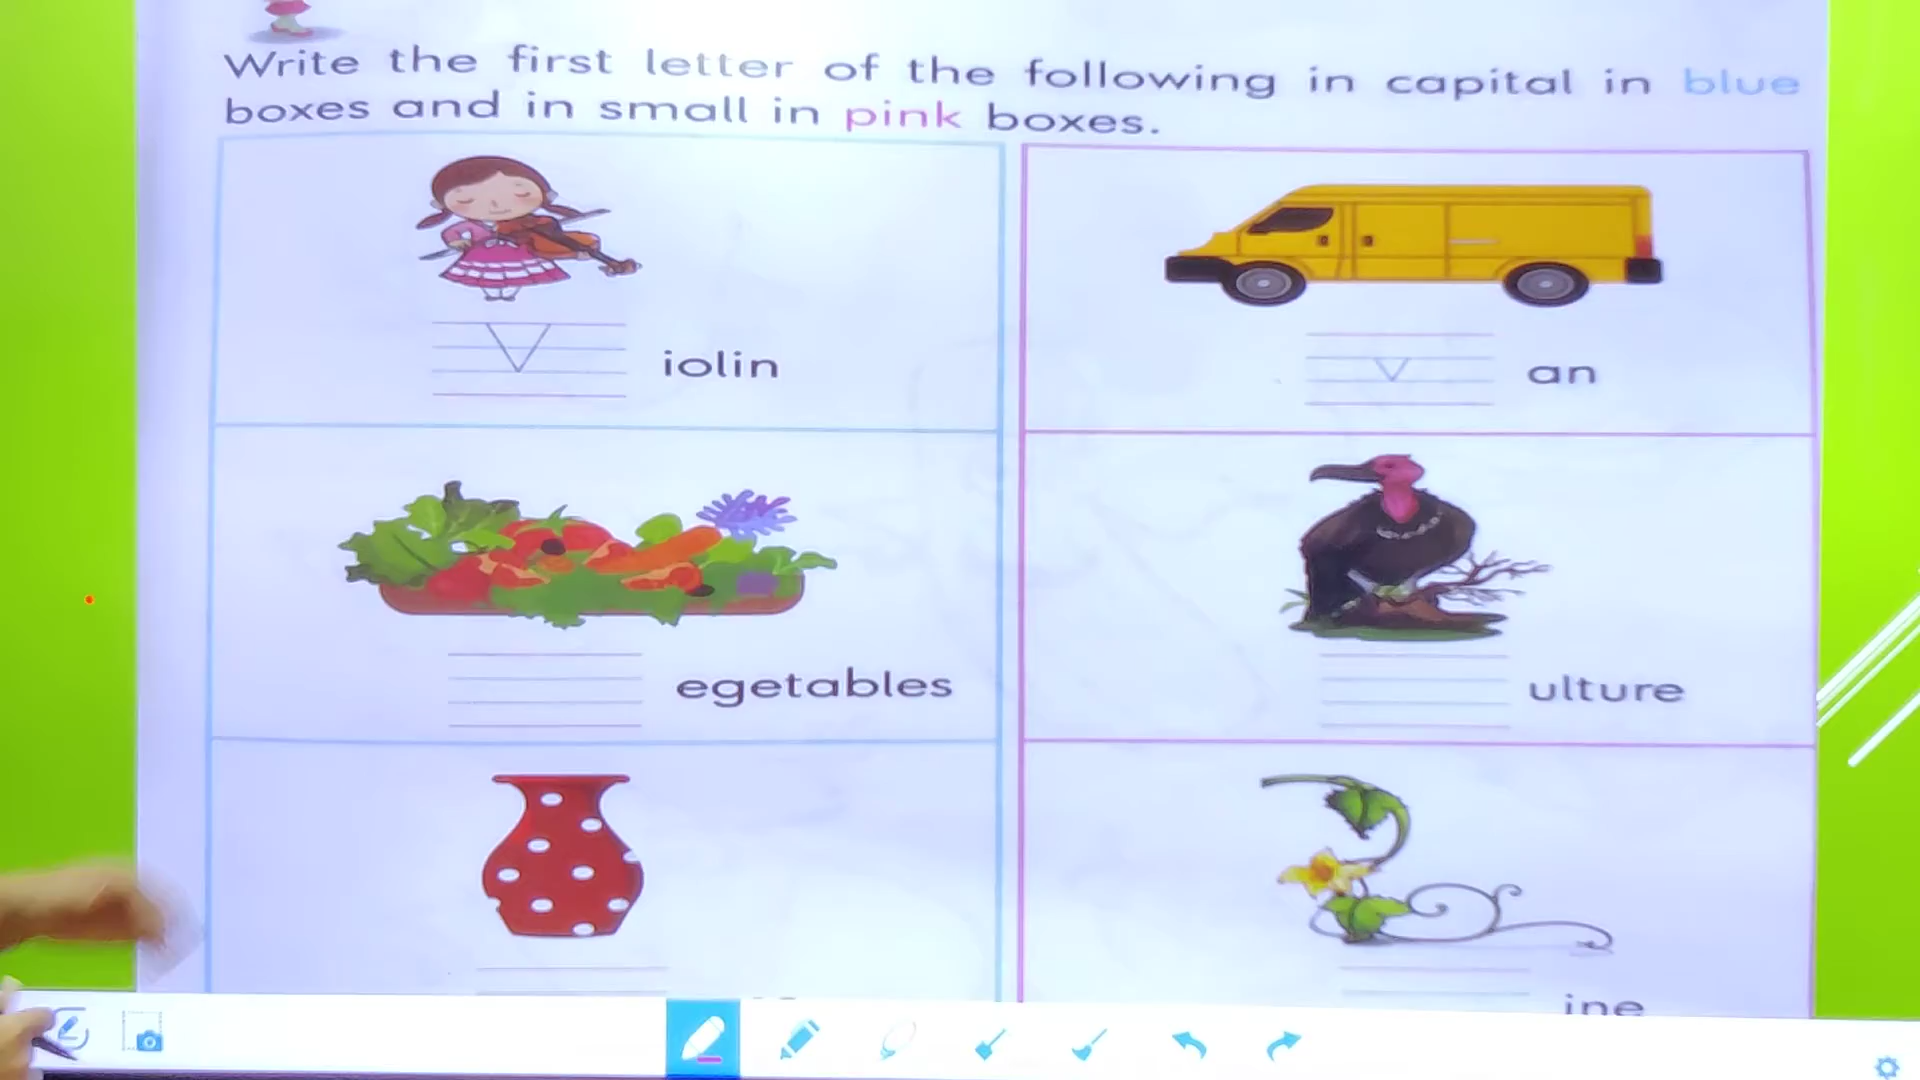 Write the first letter of the following in capital in blue
boxes and in small in pink boxes.
V iolin
v an
egetables
ulture
ine